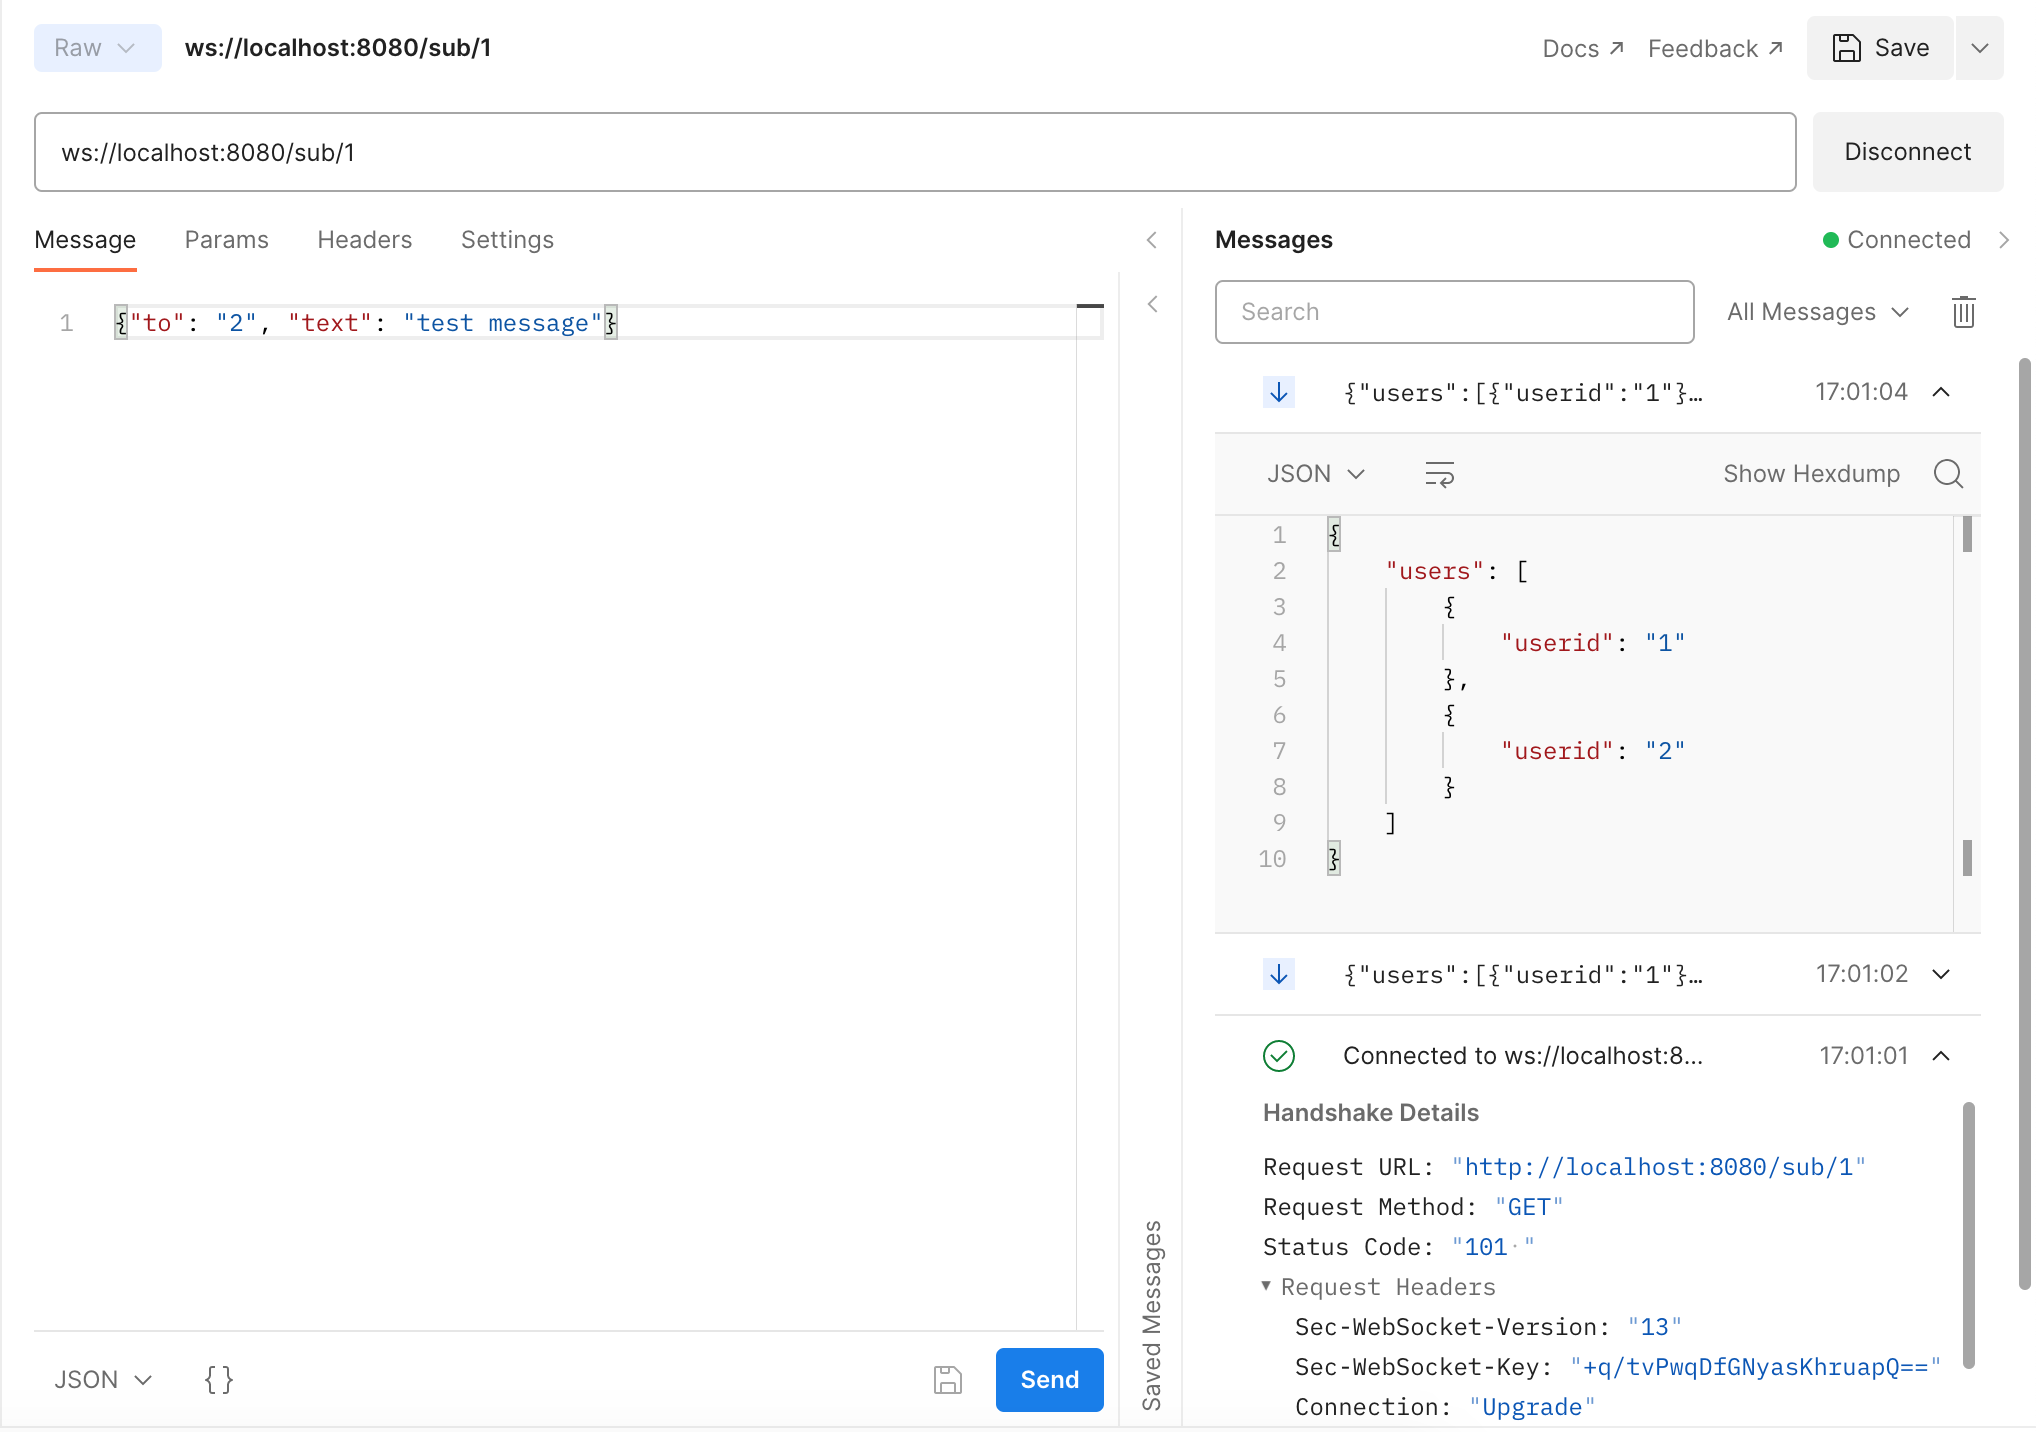 Raw ws://localhost:8080/sub/1 Docs Feedback Save
ws://localhost:8080/sub/1 Disconnect
Message Params Headers Settings
1 {"to": "2", "text": "test message"}
JSON {} Send
Saved Messages
Messages Connected
Search All Messages
{"users":[{"userid":"1"}… 17:01:04
JSON Show Hexdump
1 {
2 "users": [
3 {
4 "userid": "1"
5 },
6 {
7 "userid": "2"
8 }
9 ]
10 }
{"users":[{"userid":"1"}… 17:01:02
Connected to ws://localhost:8... 17:01:01
Handshake Details
Request URL: "http://localhost:8080/sub/1"
Request Method: "GET"
Status Code: "101· "
Request Headers
Sec-WebSocket-Version: "13"
Sec-WebSocket-Key: "+q/tvPwqDfGNyasKhruapQ=="
Connection: "Upgrade"